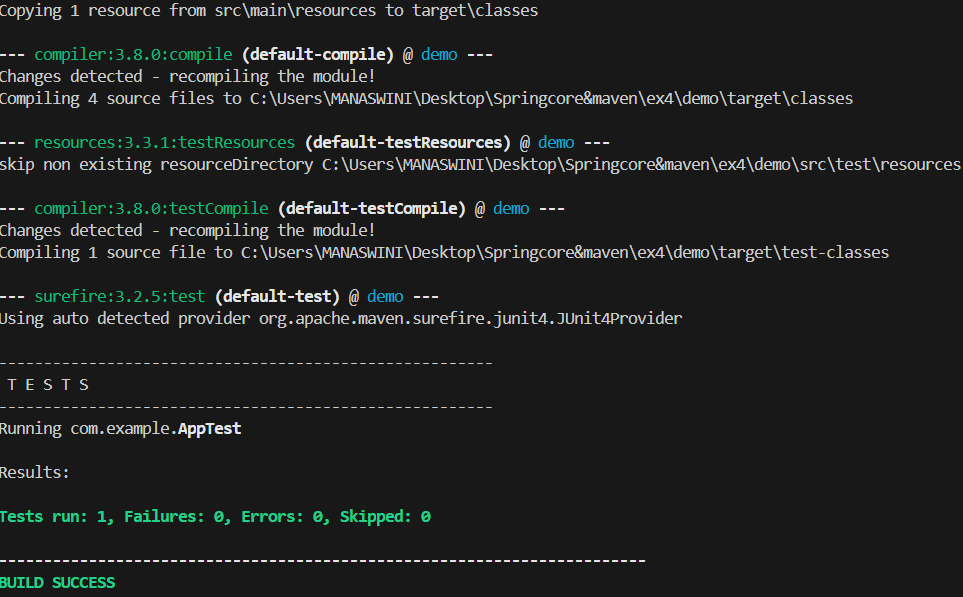 Copying 1 resource from src\main\resources to target\classes
--- compiler:3.8.0:compile (default-compile) @ demo ---
Changes detected - recompiling the module!
Compiling 4 source files to C:\Users\MANASWINI\Desktop\Springcore&maven\ex4\demo\target\classes
--- resources:3.3.1:testResources (default-testResources) @ demo ---
skip non existing resourceDirectory C:\Users\MANASWINI\Desktop\Springcore&maven\ex4\demo\src\test\resources
--- compiler:3.8.0:testCompile (default-testCompile) @ demo ---
Changes detected - recompiling the module!
Compiling 1 source file to C:\Users\MANASWINI\Desktop\Springcore&maven\ex4\demo\target\test-classes
--- surefire:3.2.5:test (default-test) @ demo ---
Using auto detected provider org.apache.maven.surefire.junit4.JUnit4Provider
-------------------------------------------------------
T E S T S
-------------------------------------------------------
Running com.example.AppTest
Results:
Tests run: 1, Failures: 0, Errors: 0, Skipped: 0
------------------------------------------------------------------------
BUILD SUCCESS